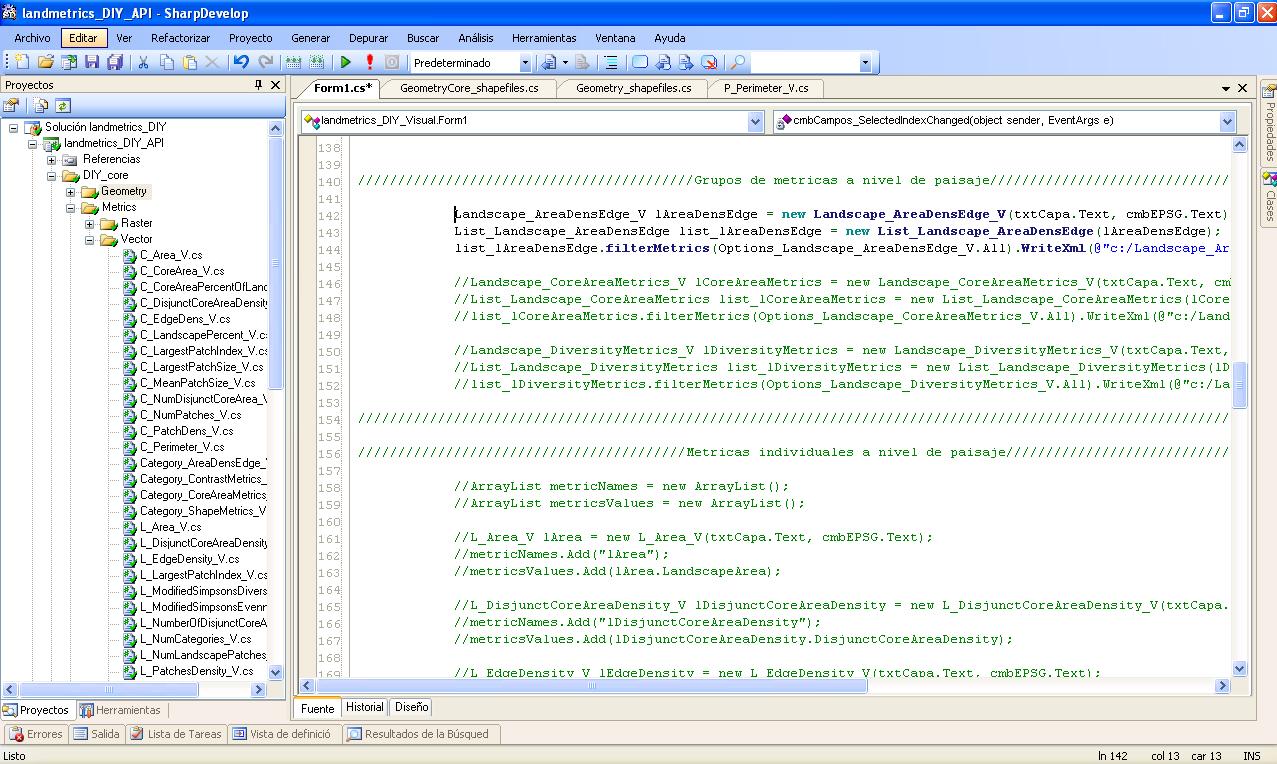 landmetrics_DIY_API - SharpDevelop
Archivo Editar Ver Refactorizar Proyecto Generar Depurar Buscar Análisis Herramientas Ventana Ayuda
Predeterminado
Proyectos
Solución landmetrics_DIY
landmetrics_DIY_API
Referencias
DIY_core
Geometry
Metrics
Raster
Vector
C_Area_V.cs
C_CoreArea_V.cs
C_CoreAreaPercentOfLand
C_DisjunctCoreAreaDensity
C_EdgeDens_V.cs
C_LandscapePercent_V.cs
C_LargestPatchIndex_V.cs
C_LargestPatchSize_V.cs
C_MeanPatchSize_V.cs
C_NumDisjunctCoreArea_V
C_NumPatches_V.cs
C_PatchDens_V.cs
C_Perimeter_V.cs
Category_AreaDensEdge_
Category_ContrastMetrics_
Category_CoreAreaMetrics_
Category_ShapeMetrics_V
L_Area_V.cs
L_DisjunctCoreAreaDensity
L_EdgeDensity_V.cs
L_LargestPatchIndex_V.cs
L_ModifiedSimpsonsDivers
L_ModifiedSimpsonsEvenn
L_NumberOfDisjunctCoreA
L_NumCategories_V.cs
L_NumLandscapePatches_
L_PatchesDensity_V.cs
Proyectos Herramientas
Form1.cs* GeometryCore_shapefiles.cs Geometry_shapefiles.cs P_Perimeter_V.cs
landmetrics_DIY_Visual.Form1 cmbCampos_SelectedIndexChanged(object sender, EventArgs e)
138
139
140 //////////////////////////////////////////Grupos de metricas a nivel de paisaje//////////////////////////////
141
142 Landscape_AreaDensEdge_V lAreaDensEdge = new Landscape_AreaDensEdge_V(txtCapa.Text, cmbEPSG.Text)
143 List_Landscape_AreaDensEdge list_lAreaDensEdge = new List_Landscape_AreaDensEdge(lAreaDensEdge);
144 list_lAreaDensEdge.filterMetrics(Options_Landscape_AreaDensEdge_V.All).WriteXml(@"c:/Landscape_Ar
145
146 //Landscape_CoreAreaMetrics_V lCoreAreaMetrics = new Landscape_CoreAreaMetrics_V(txtCapa.Text, cm
147 //List_Landscape_CoreAreaMetrics list_lCoreAreaMetrics = new List_Landscape_CoreAreaMetrics(lCore
148 //list_lCoreAreaMetrics.filterMetrics(Options_Landscape_CoreAreaMetrics_V.All).WriteXml(@"c:/Land
149
150 //Landscape_DiversityMetrics_V lDiversityMetrics = new Landscape_DiversityMetrics_V(txtCapa.Text,
151 //List_Landscape_DiversityMetrics list_lDiversityMetrics = new List_Landscape_DiversityMetrics(lD
152 //list_lDiversityMetrics.filterMetrics(Options_Landscape_DiversityMetrics_V.All).WriteXml(@"c:/La
153
154 /////////////////////////////////////////////////////////////////////////////////////////////////////////////
155
156 /////////////////////////////////////////Metricas individuales a nivel de paisaje////////////////////////////
157
158 //ArrayList metricNames = new ArrayList();
159 //ArrayList metricsValues = new ArrayList();
160
161 //L_Area_V lArea = new L_Area_V(txtCapa.Text, cmbEPSG.Text);
162 //metricNames.Add("lArea");
163 //metricsValues.Add(lArea.LandscapeArea);
164
165 //L_DisjunctCoreAreaDensity_V lDisjunctCoreAreaDensity = new L_DisjunctCoreAreaDensity_V(txtCapa.
166 //metricNames.Add("lDisjunctCoreAreaDensity");
167 //metricsValues.Add(lDisjunctCoreAreaDensity.DisjunctCoreAreaDensity);
168
169 //L_EdgeDensity_V lEdgeDensity = new L_EdgeDensity_V(txtCapa.Text, cmbEPSG.Text);
Fuente Historial Diseño
Propiedades
Clases
Errores Salida Lista de Tareas Vista de definició Resultados de la Búsqued
Listo ln 142 col 13 car 13 INS